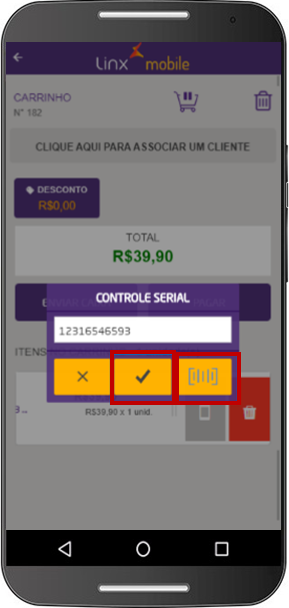 Linx mobile
CARRINHO
N° 182
CLIQUE AQUI PARA ASSOCIAR UM CLIENTE
DESCONTO
R$0,00
TOTAL
R$39,90
CONTROLE SERIAL
12316546593
ITENS
R$39,90 x 1 unid.